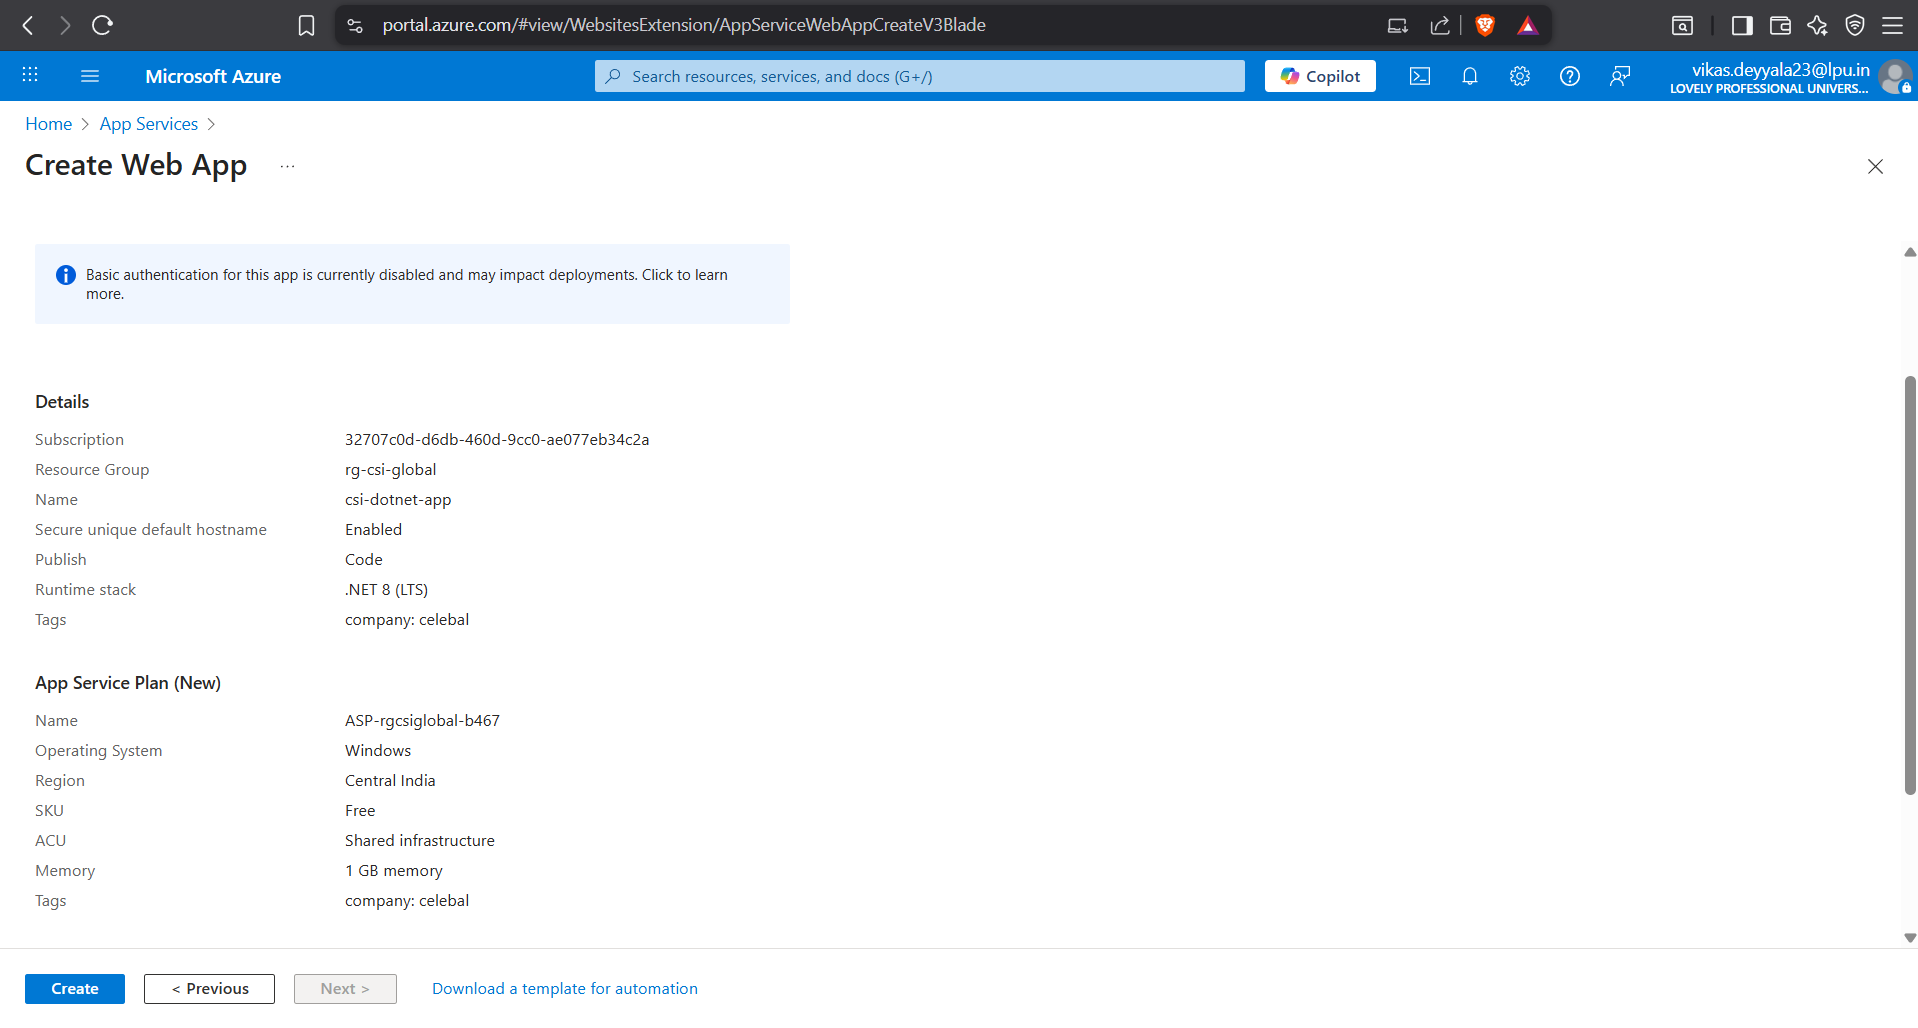 portal.azure.com/#view/WebsitesExtension/AppServiceWebAppCreateV3Blade
Microsoft Azure
Search resources, services, and docs (G+/)
Copilot
vikas.deyyala23@lpu.in
LOVELY PROFESSIONAL UNIVERS...
Home > App Services >
Create Web App ...
Basic authentication for this app is currently disabled and may impact deployments. Click to learn
more.
Details
Subscription 32707c0d-d6db-460d-9cc0-ae077eb34c2a
Resource Group rg-csi-global
Name csi-dotnet-app
Secure unique default hostname Enabled
Publish Code
Runtime stack .NET 8 (LTS)
Tags company: celebal
App Service Plan (New)
Name ASP-rgcsiglobal-b467
Operating System Windows
Region Central India
SKU Free
ACU Shared infrastructure
Memory 1 GB memory
Tags company: celebal
Create
< Previous
Next >
Download a template for automation